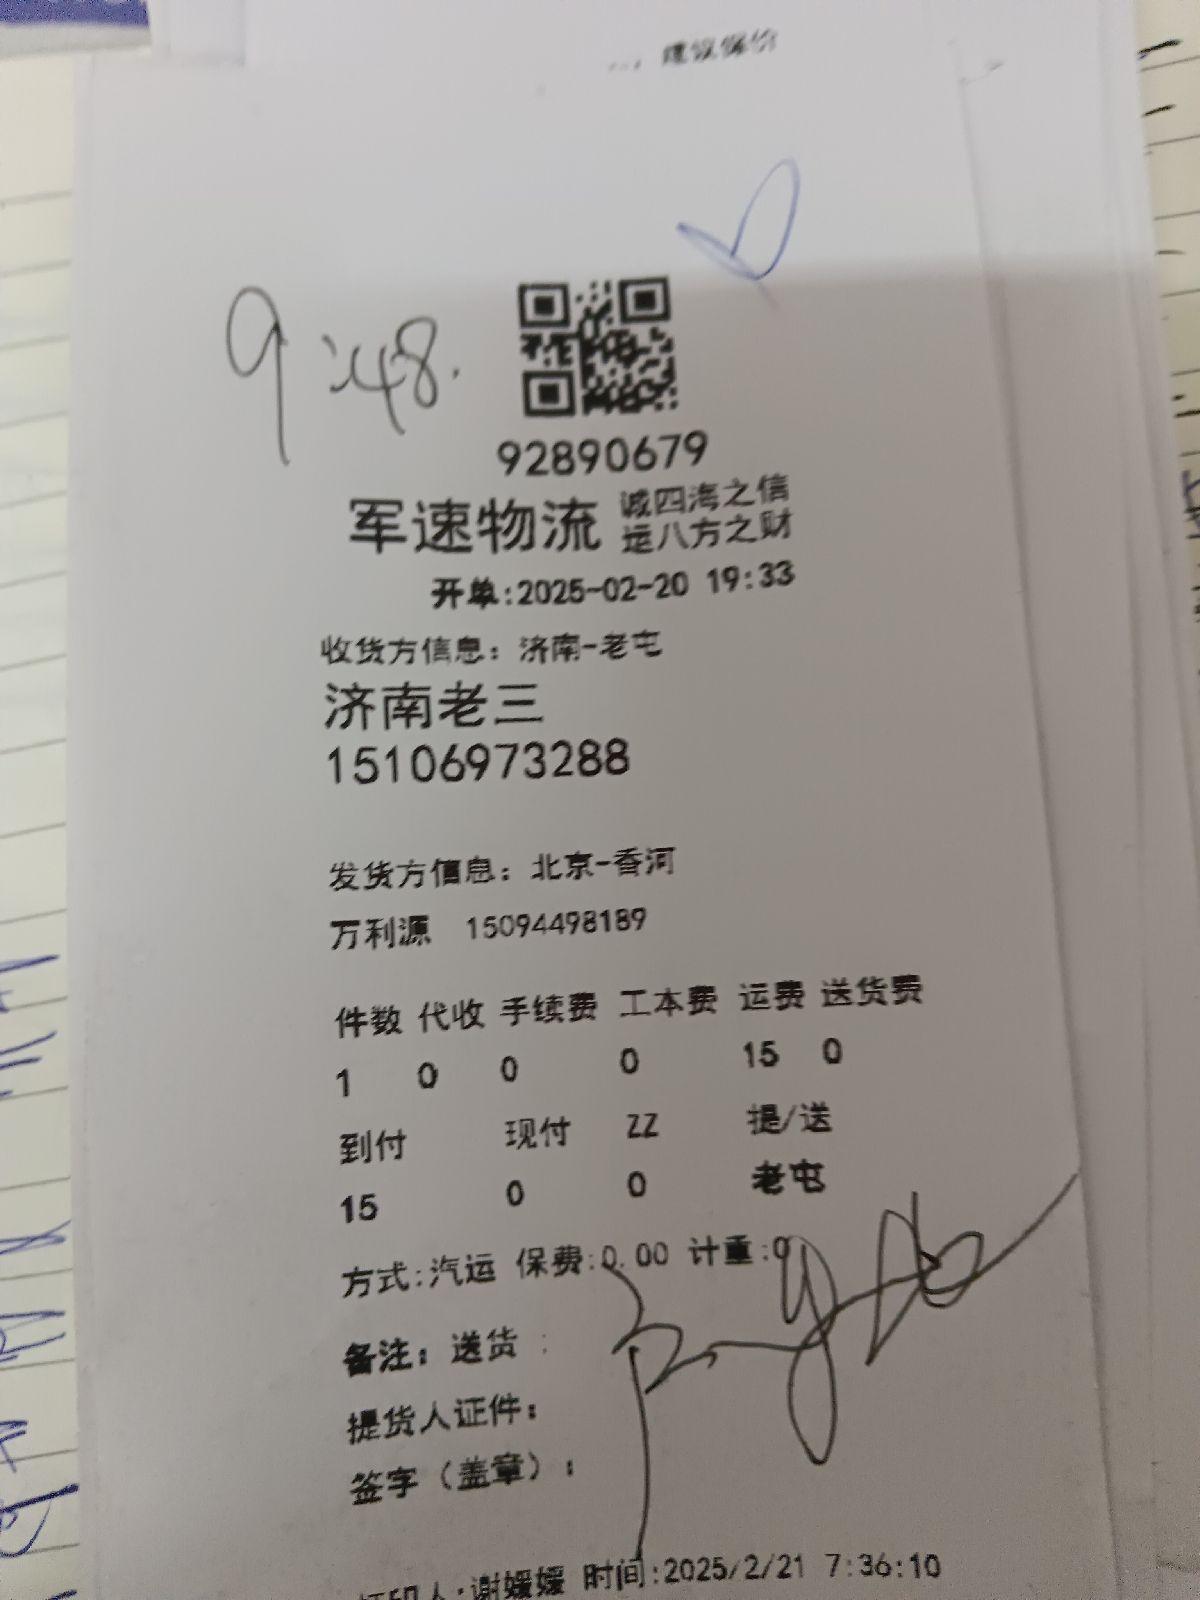 建议保价
9:48.
92890679
军速物流 诚四海之信
运八方之财
开单:2025-02-20 19:33
收货方信息：济南-老屯
济南老三
15106973288
发货方信息：北京-香河
万利源 15094498189
件数 代收 手续费 工本费 运费 送货费
1 0 0 0 15 0
到付 现付 ZZ 提/送
15 0 0 老屯
方式:汽运 保费:0.00 计重:0
备注：送货
提货人证件：
签字（盖章）：
打印人:谢媛媛 时间:2025/2/21 7:36:10